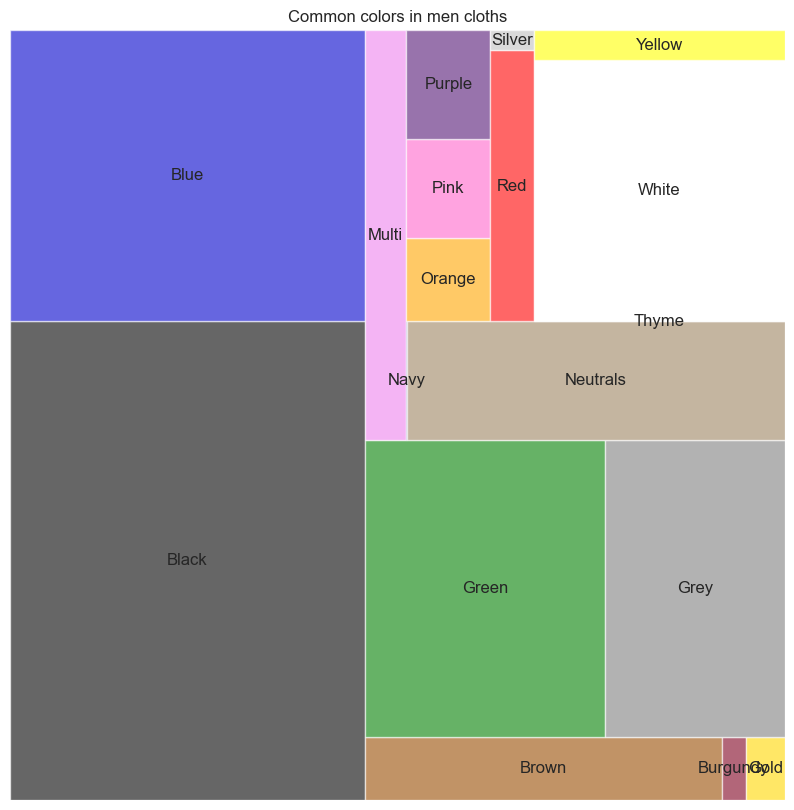 Common colors in men cloths
Silver
Yellow
Purple
Blue
Pink
Red
White
Multi
Orange
Thyme
Navy
Neutrals
Black
Green
Grey
Brown
Burgundy
Gold